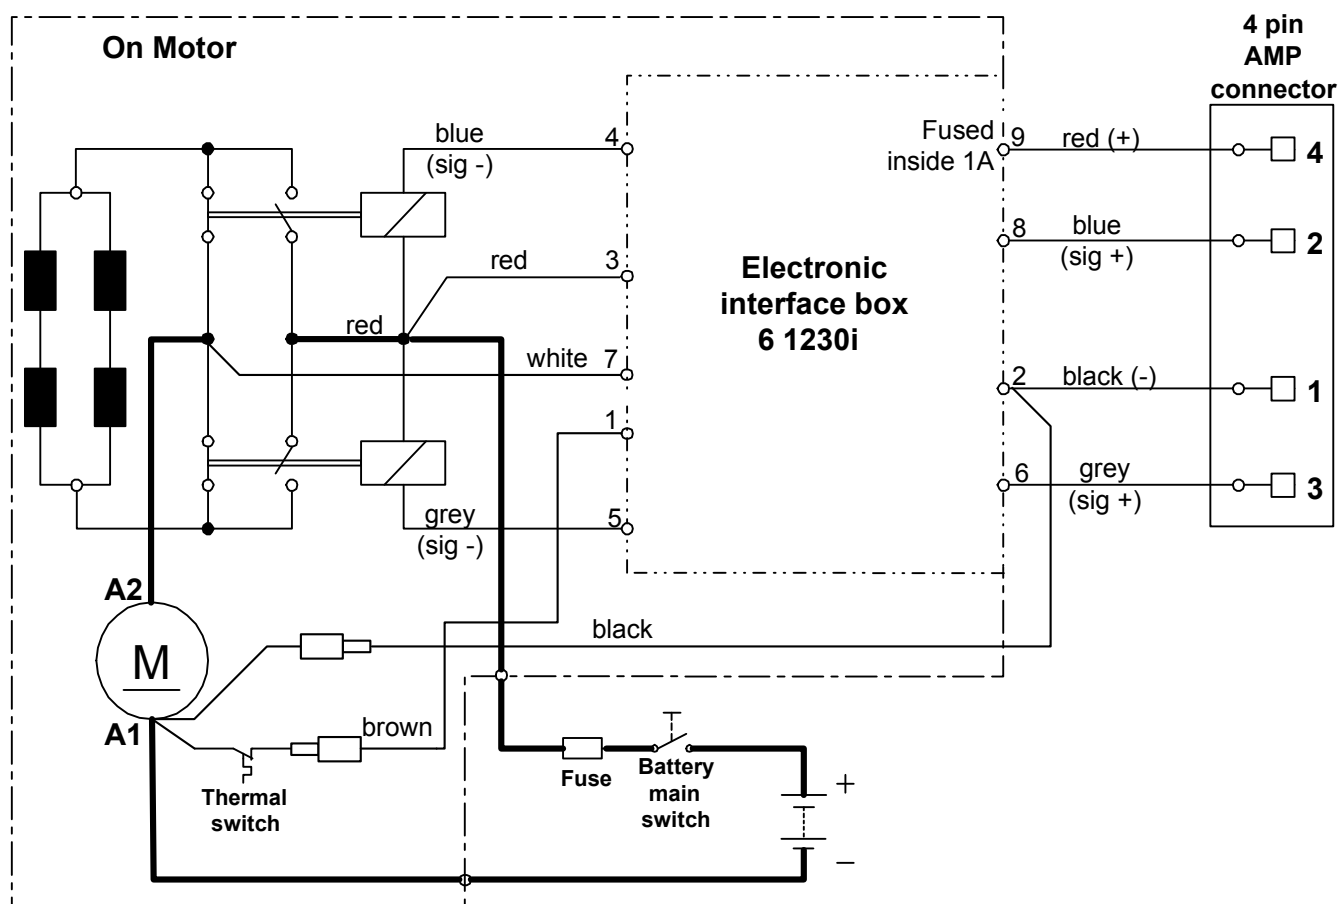 On Motor
4 pin
AMP
connector
blue
(sig -)
4
Fused
inside 1A
9
red (+)
4
8
blue
(sig +)
2
red
3
Electronic
interface box
6 1230i
red
white
7
2
black (-)
1
1
6
grey
(sig +)
3
grey
(sig -)
5
A2
M
black
A1
brown
Thermal
switch
Fuse
Battery
main
switch
+
–